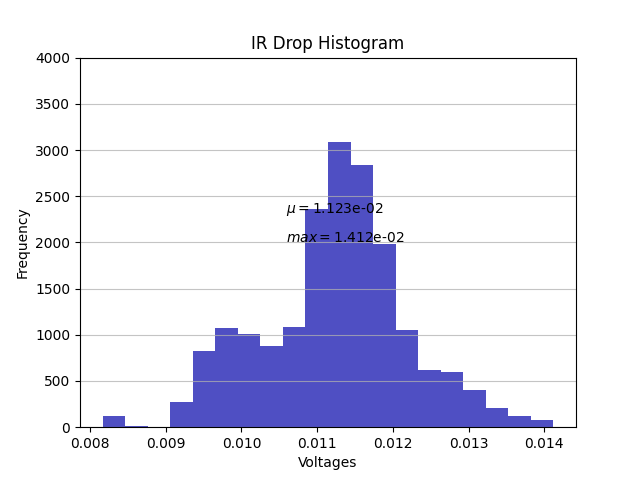 IR Drop Histogram
4000
3500
3000
2500
2000
1500
1000
500
0
Frequency
μ = 1.123e-02
max = 1.412e-02
0.008 0.009 0.010 0.011 0.012 0.013 0.014
Voltages